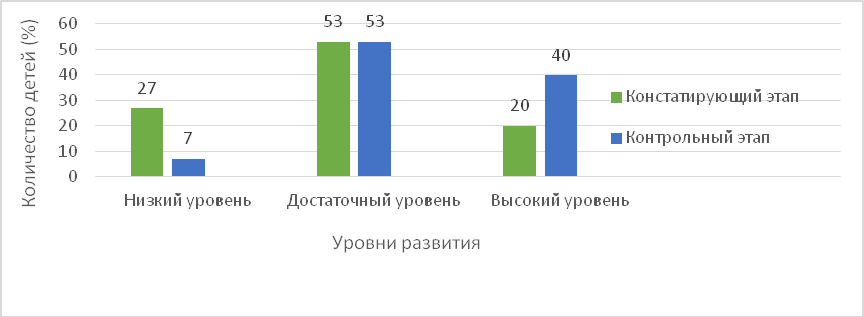 Количество детей (%)
60
50
40
30
20
10
0
27
7
53
53
20
40
Низкий уровень
Достаточный уровень
Высокий уровень
Уровни развития
Констатирующий этап
Контрольный этап